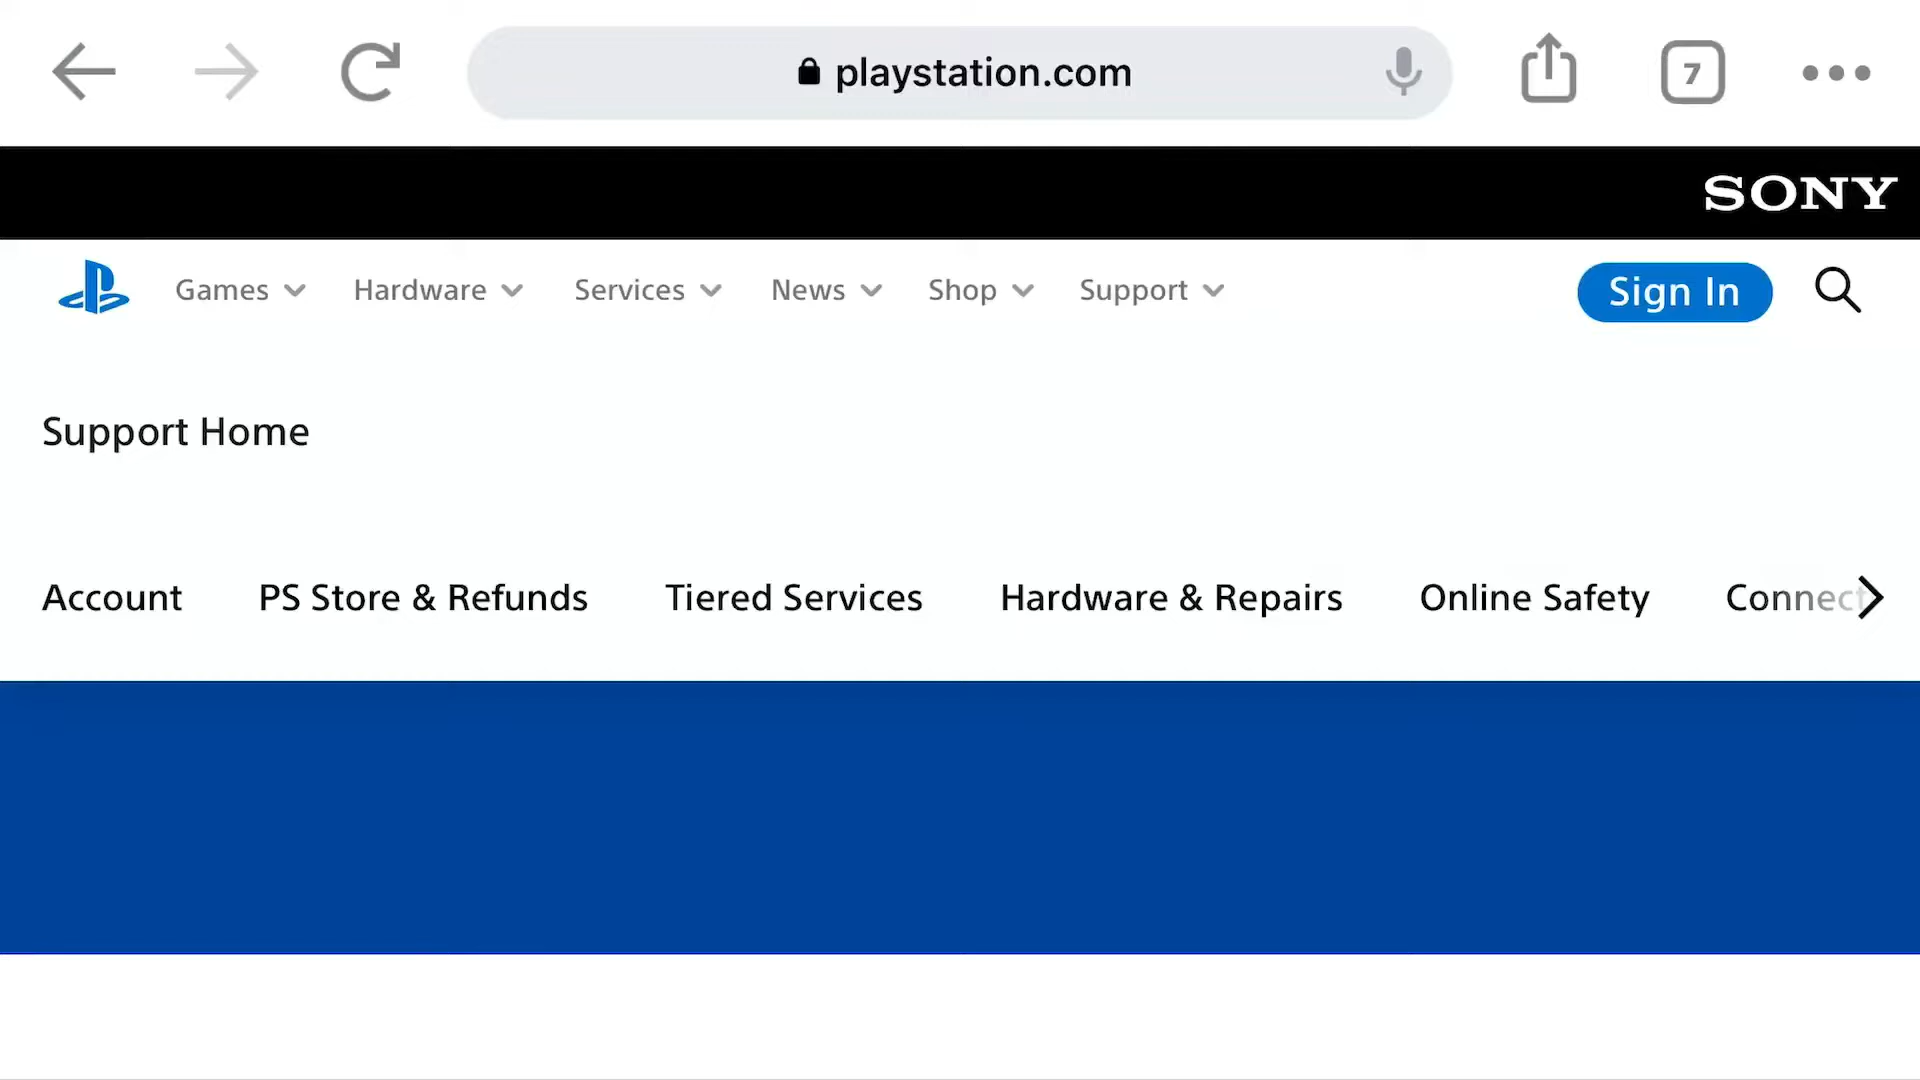 playstation.com
7
SONY
Games Hardware Services News Shop Support Sign In
Support Home
Account PS Store & Refunds Tiered Services Hardware & Repairs Online Safety Connec